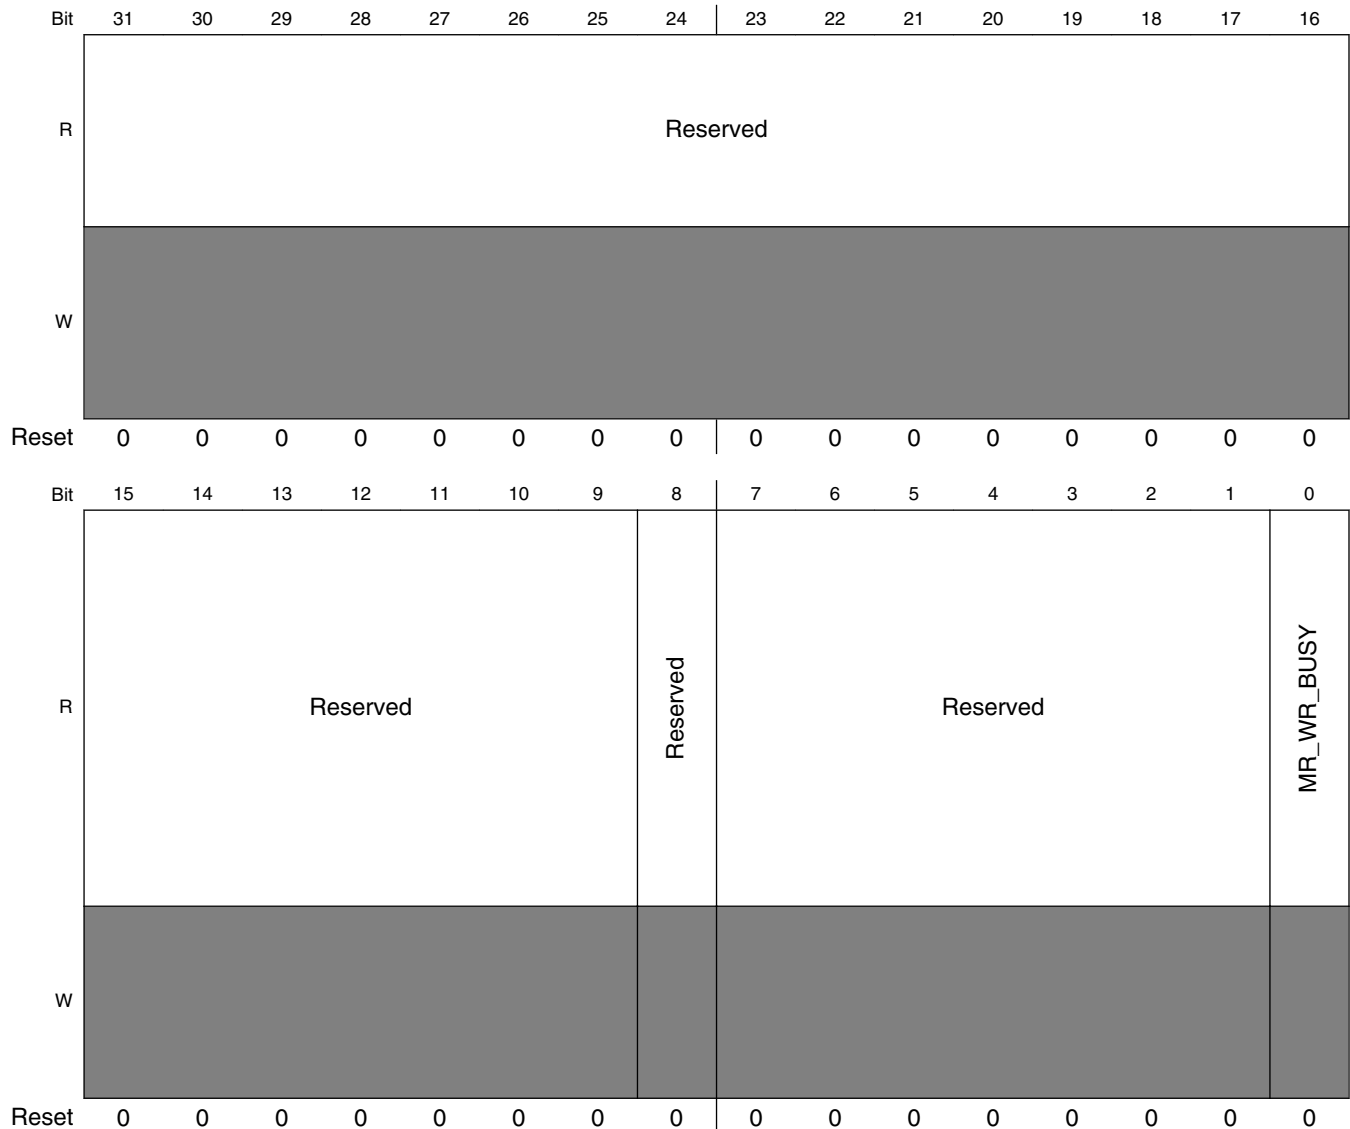 Bit 31 30 29 28 27 26 25 24 23 22 21 20 19 18 17 16
R Reserved
W
Reset 0 0 0 0 0 0 0 0 0 0 0 0 0 0 0 0
Bit 15 14 13 12 11 10 9 8 7 6 5 4 3 2 1 0
R Reserved Reserved Reserved MR_WR_BUSY
W
Reset 0 0 0 0 0 0 0 0 0 0 0 0 0 0 0 0